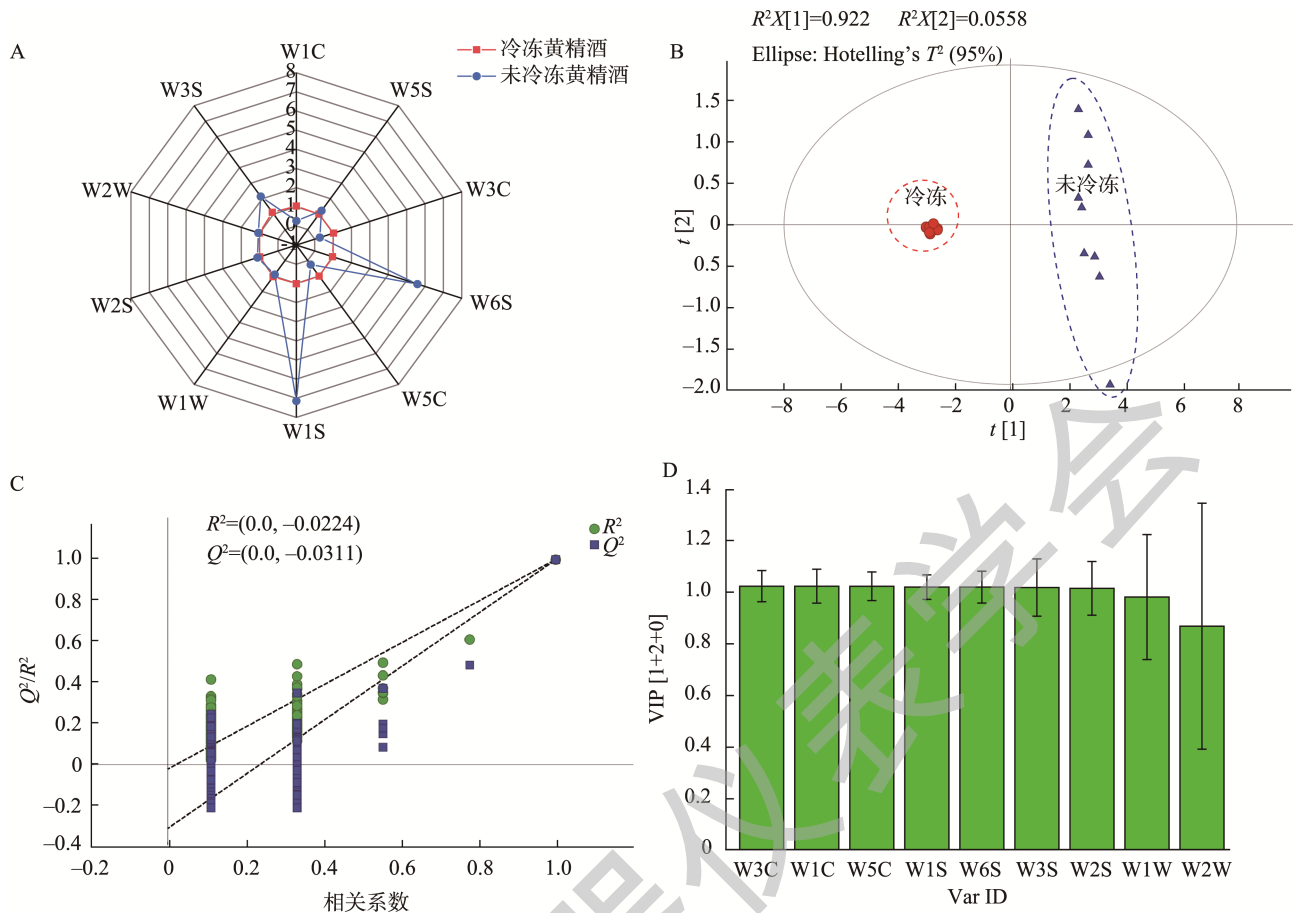 A
冷冻黄精酒
未冷冻黄精酒
W1C
W5S
W3C
W6S
W5C
W1S
W1W
W2S
W2W
W3S
8
7
6
5
4
3
2
1
0
-1
R²X[1]=0.922 R²X[2]=0.0558
B
Ellipse: Hotelling's T² (95%)
1.5
1.0
0.5
0
−0.5
−1.0
−1.5
−2.0
t [2]
冷冻
未冷冻
−8 −6 −4 −2 0 2 4 6 8
t [1]
C
R²=(0.0, −0.0224)
Q²=(0.0, −0.0311)
R²
Q²
1.0
0.8
0.6
0.4
0.2
0
−0.2
−0.4
Q²/R²
−0.2 0 0.2 0.4 0.6 0.8 1.0
相关系数
D
1.4
1.2
1.0
0.8
0.6
0.4
0.2
0
VIP [1+2+0]
W3C W1C W5C W1S W6S W3S W2S W1W W2W
Var ID
仪表学会